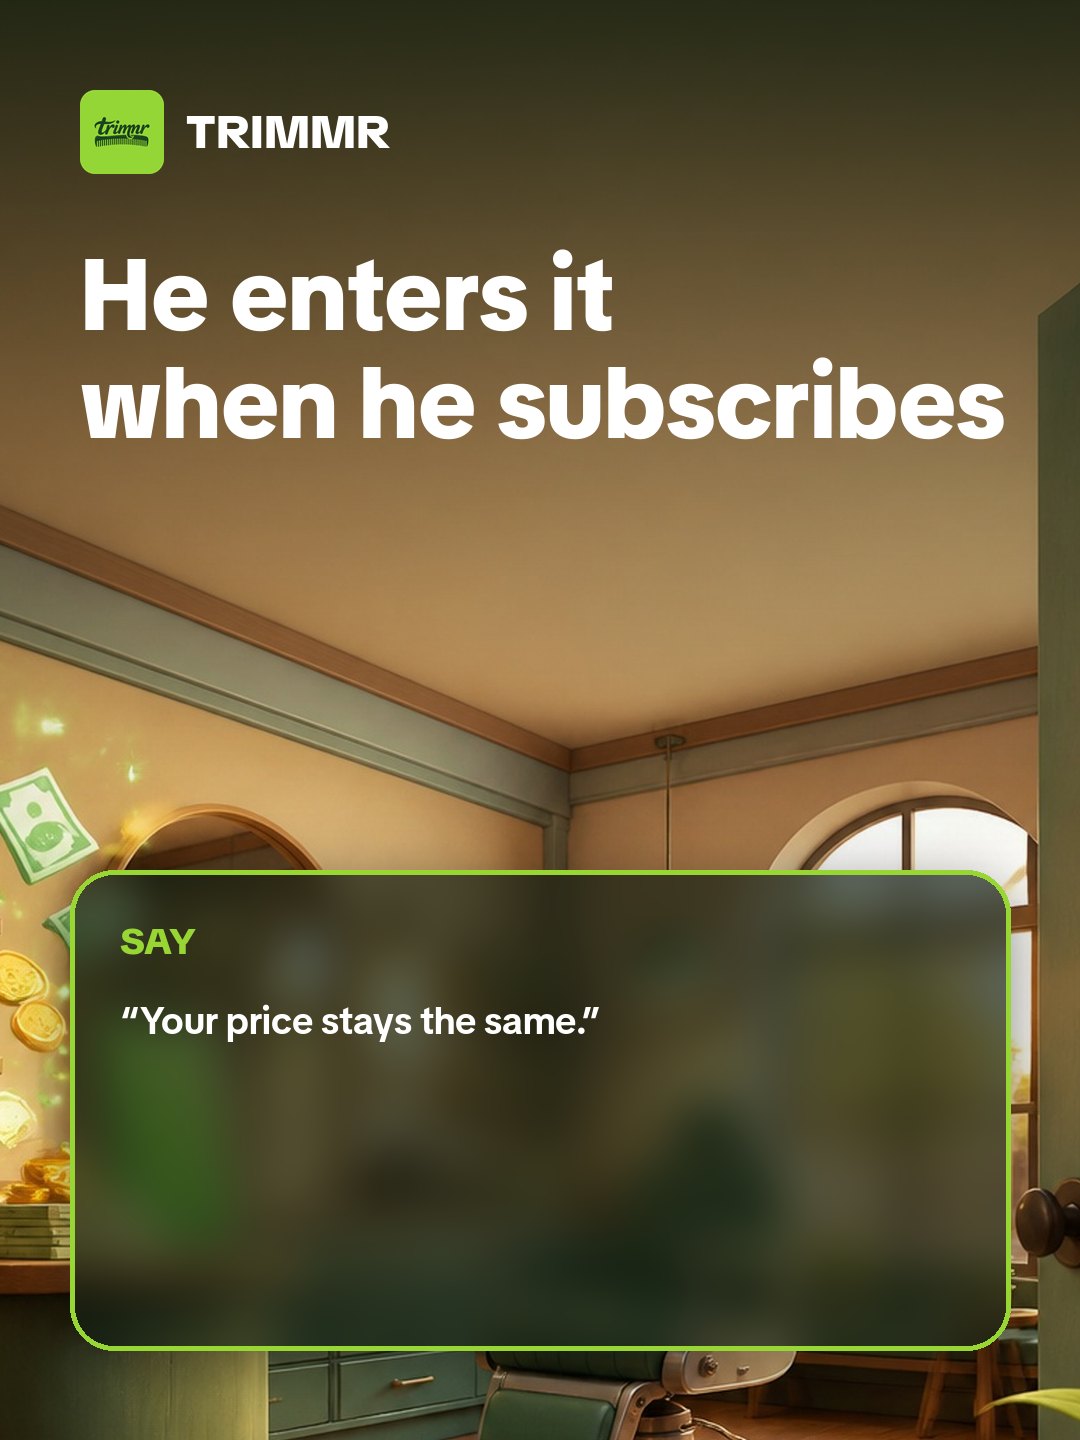 trimmr
TRIMMR
He enters it
when he subscribes
SAY
“Your price stays the same.”